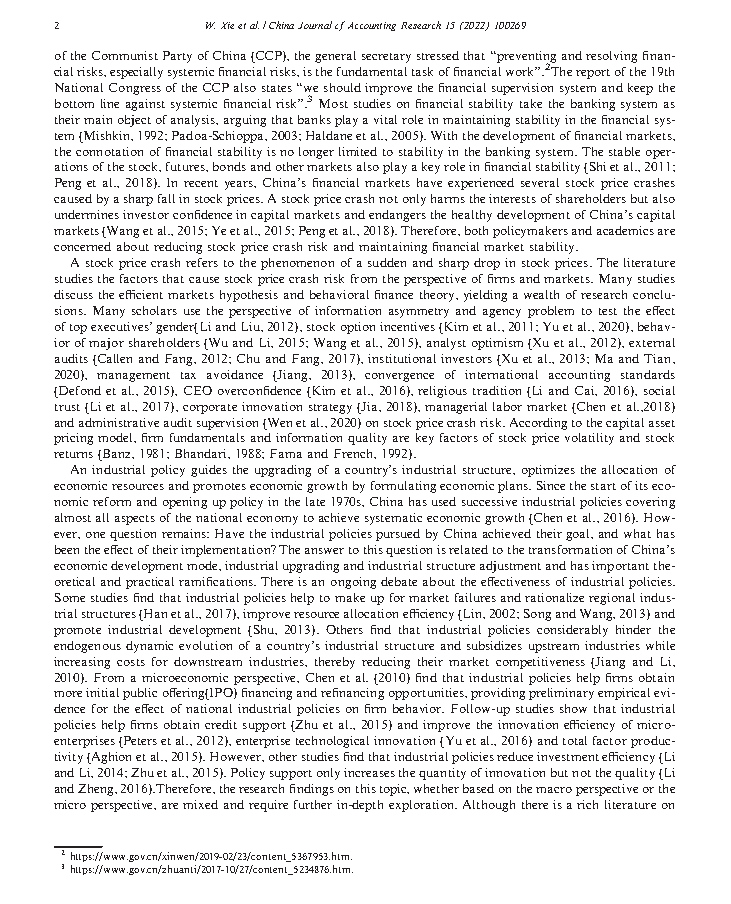 2 W. Xie et al. / China Journal of Accounting Research 15 (2022) 100269
of the Communist Party of China (CCP), the general secretary stressed that “preventing and resolving finan-
cial risks, especially systemic financial risks, is the fundamental task of financial work”.2The report of the 19th
National Congress of the CCP also states “we should improve the financial supervision system and keep the
bottom line against systemic financial risk”.3 Most studies on financial stability take the banking system as
their main object of analysis, arguing that banks play a vital role in maintaining stability in the financial sys-
tem (Mishkin, 1992; Padoa-Schioppa, 2003; Haldane et al., 2005). With the development of financial markets,
the connotation of financial stability is no longer limited to stability in the banking system. The stable oper-
ations of the stock, futures, bonds and other markets also play a key role in financial stability (Shi et al., 2011;
Peng et al., 2018). In recent years, China’s financial markets have experienced several stock price crashes
caused by a sharp fall in stock prices. A stock price crash not only harms the interests of shareholders but also
undermines investor confidence in capital markets and endangers the healthy development of China’s capital
markets (Wang et al., 2015; Ye et al., 2015; Peng et al., 2018). Therefore, both policymakers and academics are
concerned about reducing stock price crash risk and maintaining financial market stability.
A stock price crash refers to the phenomenon of a sudden and sharp drop in stock prices. The literature
studies the factors that cause stock price crash risk from the perspective of firms and markets. Many studies
discuss the efficient markets hypothesis and behavioral finance theory, yielding a wealth of research conclu-
sions. Many scholars use the perspective of information asymmetry and agency problem to test the effect
of top executives’ gender(Li and Liu, 2012), stock option incentives (Kim et al., 2011; Yu et al., 2020), behav-
ior of major shareholders (Wu and Li, 2015; Wang et al., 2015), analyst optimism (Xu et al., 2012), external
audits (Callen and Fang, 2012; Chu and Fang, 2017), institutional investors (Xu et al., 2013; Ma and Tian,
2020), management tax avoidance (Jiang, 2013), convergence of international accounting standards
(Defond et al., 2015), CEO overconfidence (Kim et al., 2016), religious tradition (Li and Cai, 2016), social
trust (Li et al., 2017), corporate innovation strategy (Jia, 2018), managerial labor market (Chen et al.,2018)
and administrative audit supervision (Wen et al., 2020) on stock price crash risk. According to the capital asset
pricing model, firm fundamentals and information quality are key factors of stock price volatility and stock
returns (Banz, 1981; Bhandari, 1988; Fama and French, 1992).
An industrial policy guides the upgrading of a country’s industrial structure, optimizes the allocation of
economic resources and promotes economic growth by formulating economic plans. Since the start of its eco-
nomic reform and opening up policy in the late 1970s, China has used successive industrial policies covering
almost all aspects of the national economy to achieve systematic economic growth (Chen et al., 2016). How-
ever, one question remains: Have the industrial policies pursued by China achieved their goal, and what has
been the effect of their implementation? The answer to this question is related to the transformation of China’s
economic development mode, industrial upgrading and industrial structure adjustment and has important the-
oretical and practical ramifications. There is an ongoing debate about the effectiveness of industrial policies.
Some studies find that industrial policies help to make up for market failures and rationalize regional indus-
trial structures (Han et al., 2017), improve resource allocation efficiency (Lin, 2002; Song and Wang, 2013) and
promote industrial development (Shu, 2013). Others find that industrial policies considerably hinder the
endogenous dynamic evolution of a country’s industrial structure and subsidizes upstream industries while
increasing costs for downstream industries, thereby reducing their market competitiveness (Jiang and Li,
2010). From a microeconomic perspective, Chen et al. (2010) find that industrial policies help firms obtain
more initial public offering(IPO) financing and refinancing opportunities, providing preliminary empirical evi-
dence for the effect of national industrial policies on firm behavior. Follow-up studies show that industrial
policies help firms obtain credit support (Zhu et al., 2015) and improve the innovation efficiency of micro-
enterprises (Peters et al., 2012), enterprise technological innovation (Yu et al., 2016) and total factor produc-
tivity (Aghion et al., 2015). However, other studies find that industrial policies reduce investment efficiency (Li
and Li, 2014; Zhu et al., 2015). Policy support only increases the quantity of innovation but not the quality (Li
and Zheng, 2016).Therefore, the research findings on this topic, whether based on the macro perspective or the
micro perspective, are mixed and require further in-depth exploration. Although there is a rich literature on
2 https://www.gov.cn/xinwen/2019-02/23/content_5367953.htm.
3 https://www.gov.cn/zhuanti/2017-10/27/content_5234876.htm.